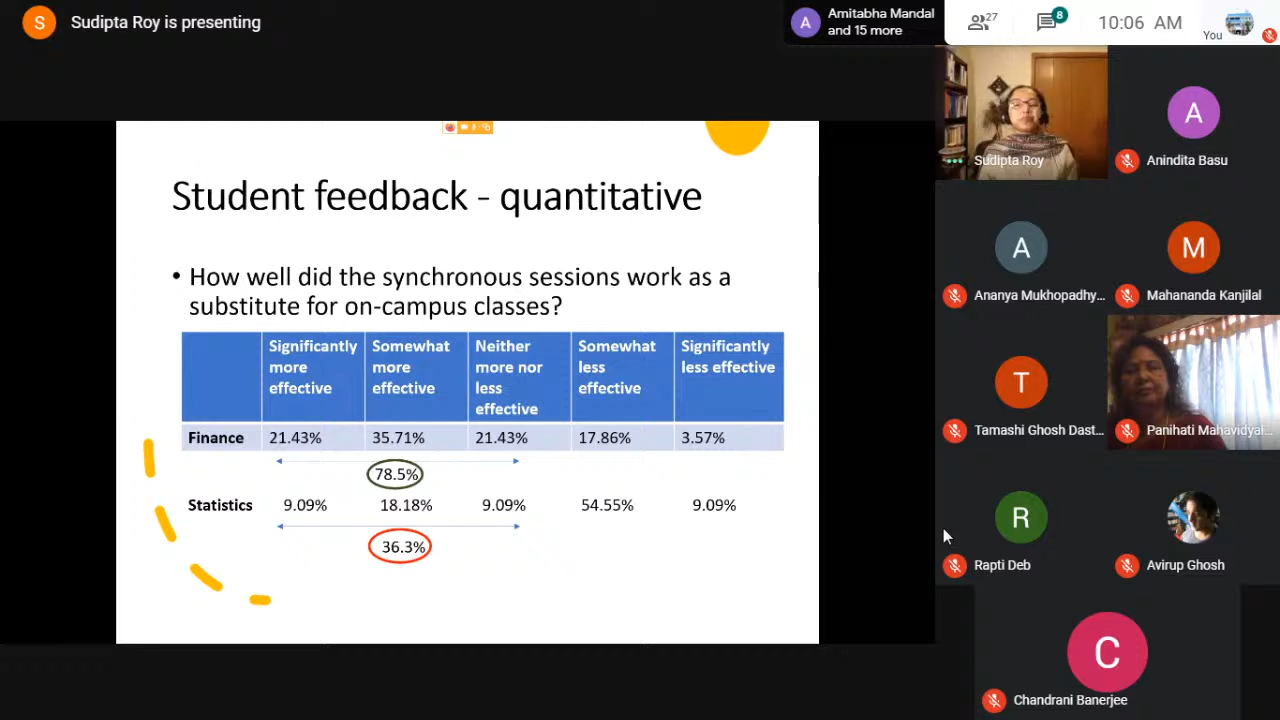 S
Sudipta Roy is presenting
A
Amitabha Mandal
and 15 more
27
8
10:06 AM
You
Student feedback - quantitative
• How well did the synchronous sessions work as a
substitute for on-campus classes?
Significantly more effective
Somewhat more effective
Neither more nor less effective
Somewhat less effective
Significantly less effective
Finance 21.43% 35.71% 21.43% 17.86% 3.57%
78.5%
Statistics 9.09% 18.18% 9.09% 54.55% 9.09%
36.3%
Sudipta Roy
A
Anindita Basu
A
Ananya Mukhopadhy...
M
Mahananda Kanjilal
T
Tamashi Ghosh Dast...
Panihati Mahavidyal...
R
Rapti Deb
Avirup Ghosh
C
Chandrani Banerjee